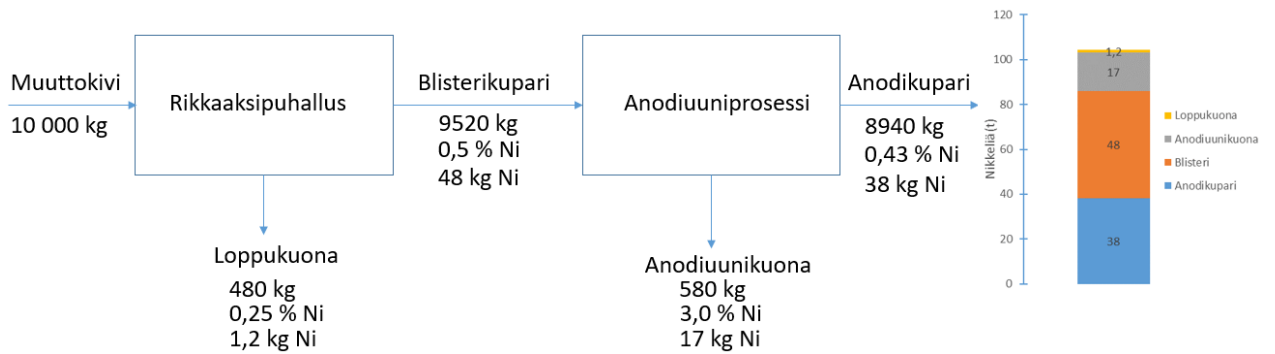 Muuttokivi
10 000 kg
Rikkaaksipuhallus
Blisterikupari
9520 kg
0,5 % Ni
48 kg Ni
Anodiuuniprosessi
Anodikupari
8940 kg
0,43 % Ni
38 kg Ni
Loppukuona
480 kg
0,25 % Ni
1,2 kg Ni
Anodiuunikuona
580 kg
3,0 % Ni
17 kg Ni
Nikkeliä (t)
120
100
80
60
40
20
0
1,2
17
48
38
Loppukuona
Anodiuunikuona
Blisteri
Anodikupari